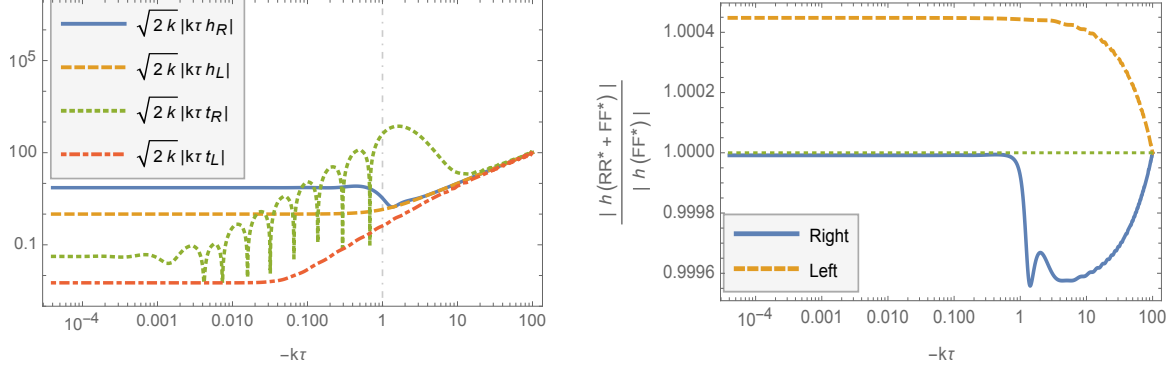 √2 k |kτ h_R|
√2 k |kτ h_L|
√2 k |kτ t_R|
√2 k |kτ t_L|
10^5
100
0.1
10^-4 0.001 0.010 0.100 1 10 100
-kτ
| h (RR* + FF*) |
| h (FF*) |
1.0004
1.0002
1.0000
0.9998
0.9996
Right
Left
10^-4 0.001 0.010 0.100 1 10 100
-kτ